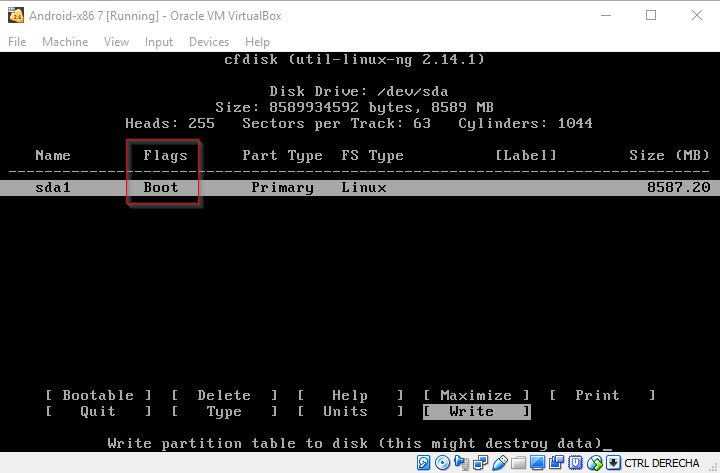 Android-x86 7 [Running] - Oracle VM VirtualBox
File Machine View Input Devices Help
cfdisk (util-linux-ng 2.14.1)
Disk Drive: /dev/sda
Size: 8589934592 bytes, 8589 MB
Heads: 255 Sectors per Track: 63 Cylinders: 1044
Name Flags Part Type FS Type [Label] Size (MB)
------------------------------------------------------------------------------
sda1 Boot Primary Linux 8587.20
[ Bootable ] [ Delete ] [ Help ] [ Maximize ] [ Print ]
[ Quit ] [ Type ] [ Units ] [ Write ]
Write partition table to disk (this might destroy data)_
CTRL DERECHA